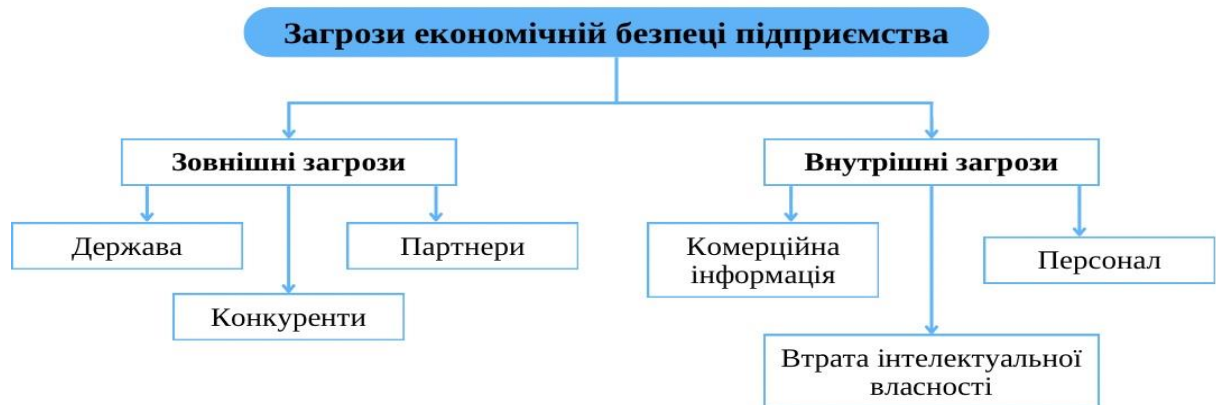 Загрози економічній безпеці підприємства
Зовнішні загрози
Держава
Конкуренти
Партнери
Внутрішні загрози
Комерційна
інформація
Втрата інтелектуальної
власності
Персонал